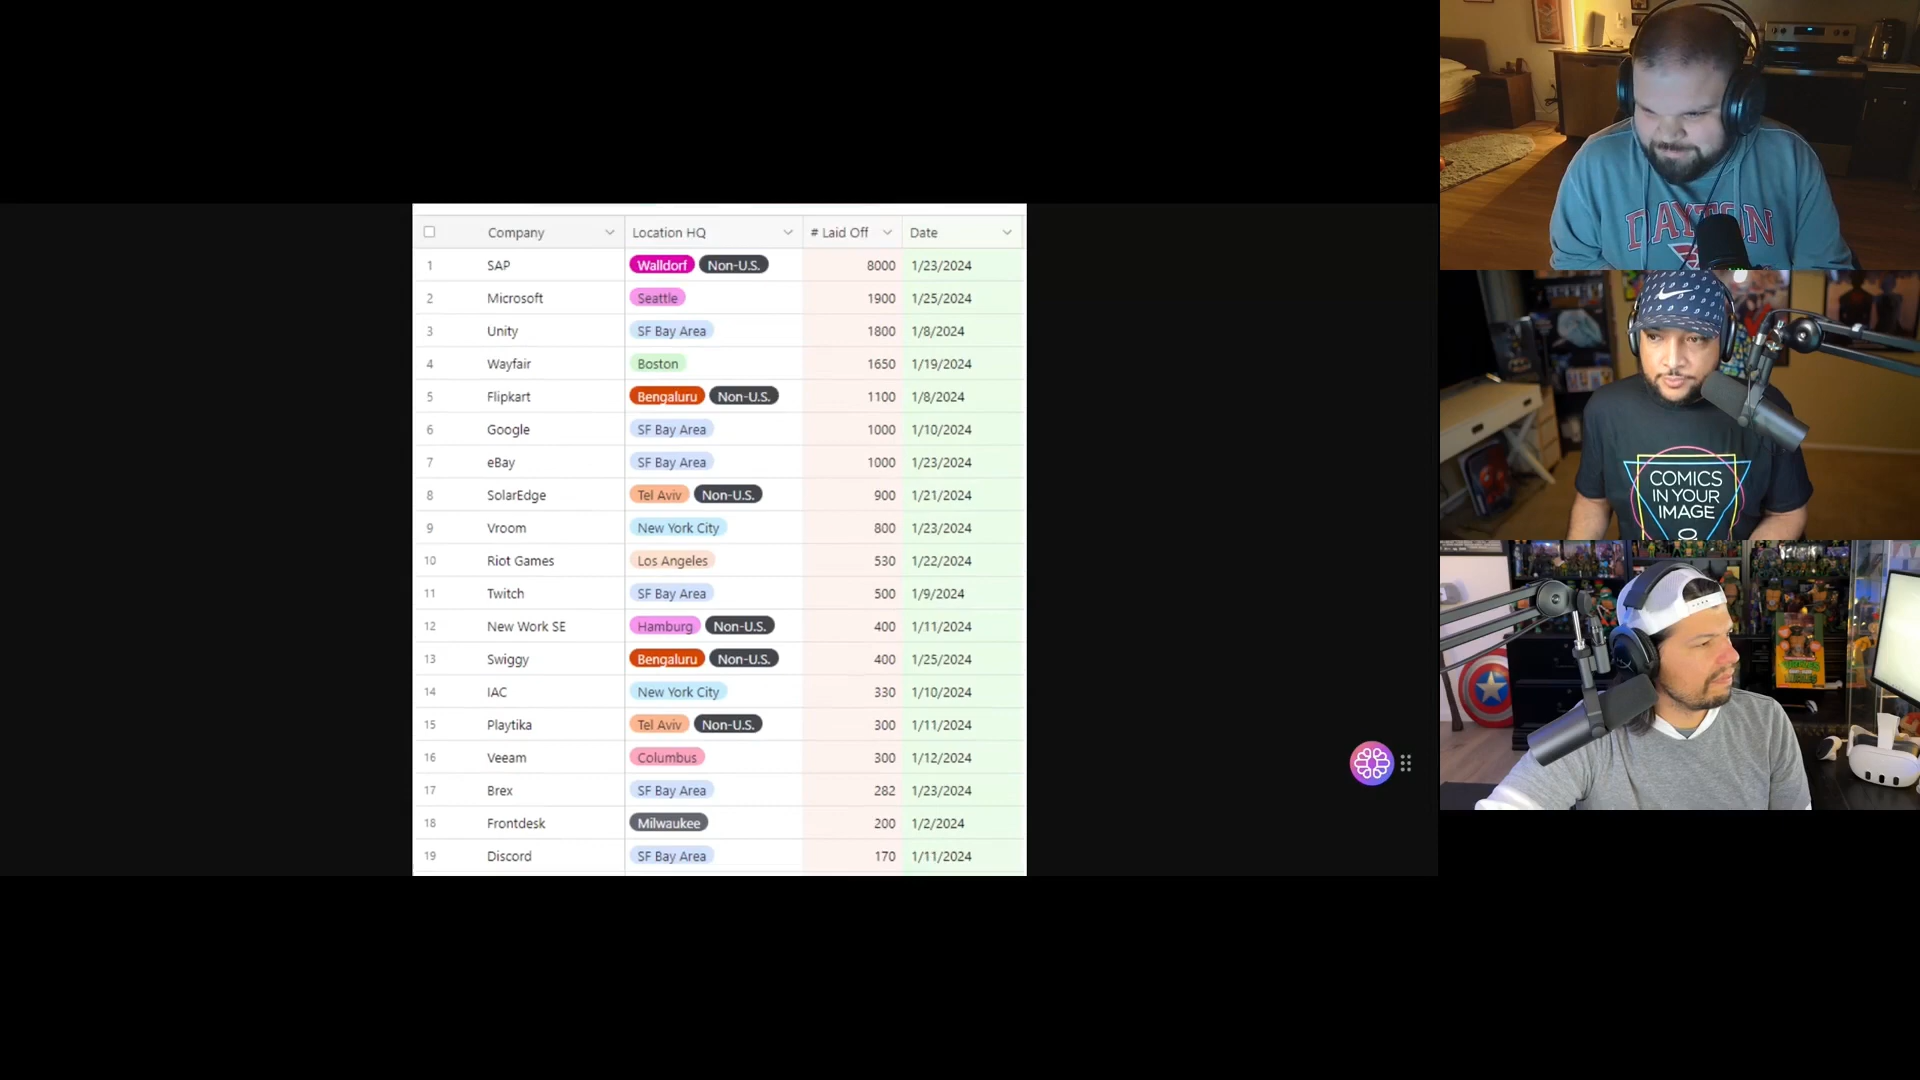 Company Location HQ # Laid Off Date
1 SAP Walldorf Non-U.S. 8000 1/23/2024
2 Microsoft Seattle 1900 1/25/2024
3 Unity SF Bay Area 1800 1/8/2024
4 Wayfair Boston 1650 1/19/2024
5 Flipkart Bengaluru Non-U.S. 1100 1/8/2024
6 Google SF Bay Area 1000 1/10/2024
7 eBay SF Bay Area 1000 1/23/2024
8 SolarEdge Tel Aviv Non-U.S. 900 1/21/2024
9 Vroom New York City 800 1/23/2024
10 Riot Games Los Angeles 530 1/22/2024
11 Twitch SF Bay Area 500 1/9/2024
12 New Work SE Hamburg Non-U.S. 400 1/11/2024
13 Swiggy Bengaluru Non-U.S. 400 1/25/2024
14 IAC New York City 330 1/10/2024
15 Playtika Tel Aviv Non-U.S. 300 1/11/2024
16 Veeam Columbus 300 1/12/2024
17 Brex SF Bay Area 282 1/23/2024
18 Frontdesk Milwaukee 200 1/2/2024
19 Discord SF Bay Area 170 1/11/2024
DAYTON
COMICS
IN YOUR
IMAGE